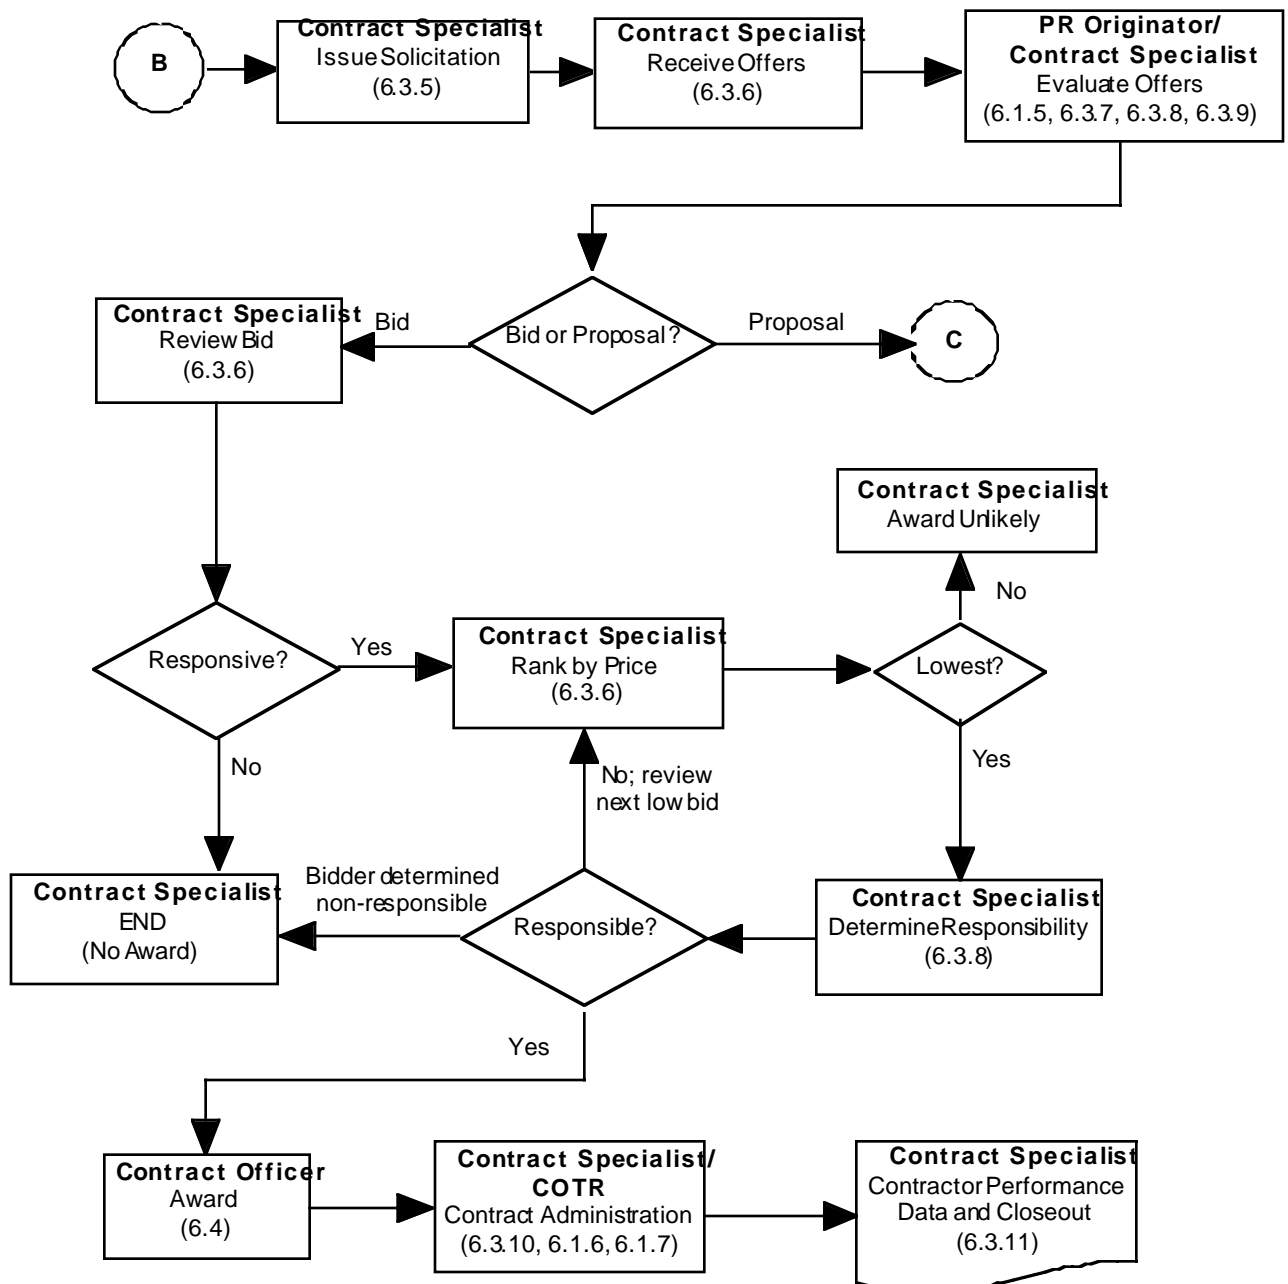 B
Contract Specialist
Issue Solicitation
(6.3.5)
Contract Specialist
Receive Offers
(6.3.6)
PR Originator/
Contract Specialist
Evaluate Offers
(6.1.5, 6.3.7, 6.3.8, 6.3.9)
Contract Specialist
Review Bid
(6.3.6)
Bid
Bid or Proposal?
Proposal
C
Contract Specialist
Award Unlikely
No
Responsive?
Yes
Contract Specialist
Rank by Price
(6.3.6)
Lowest?
No
No; review
next low bid
Yes
Contract Specialist
END
(No Award)
Bidder determined
non-responsible
Responsible?
Contract Specialist
Determine Responsibility
(6.3.8)
Yes
Contract Officer
Award
(6.4)
Contract Specialist/
COTR
Contract Administration
(6.3.10, 6.1.6, 6.1.7)
Contract Specialist
Contractor Performance
Data and Closeout
(6.3.11)